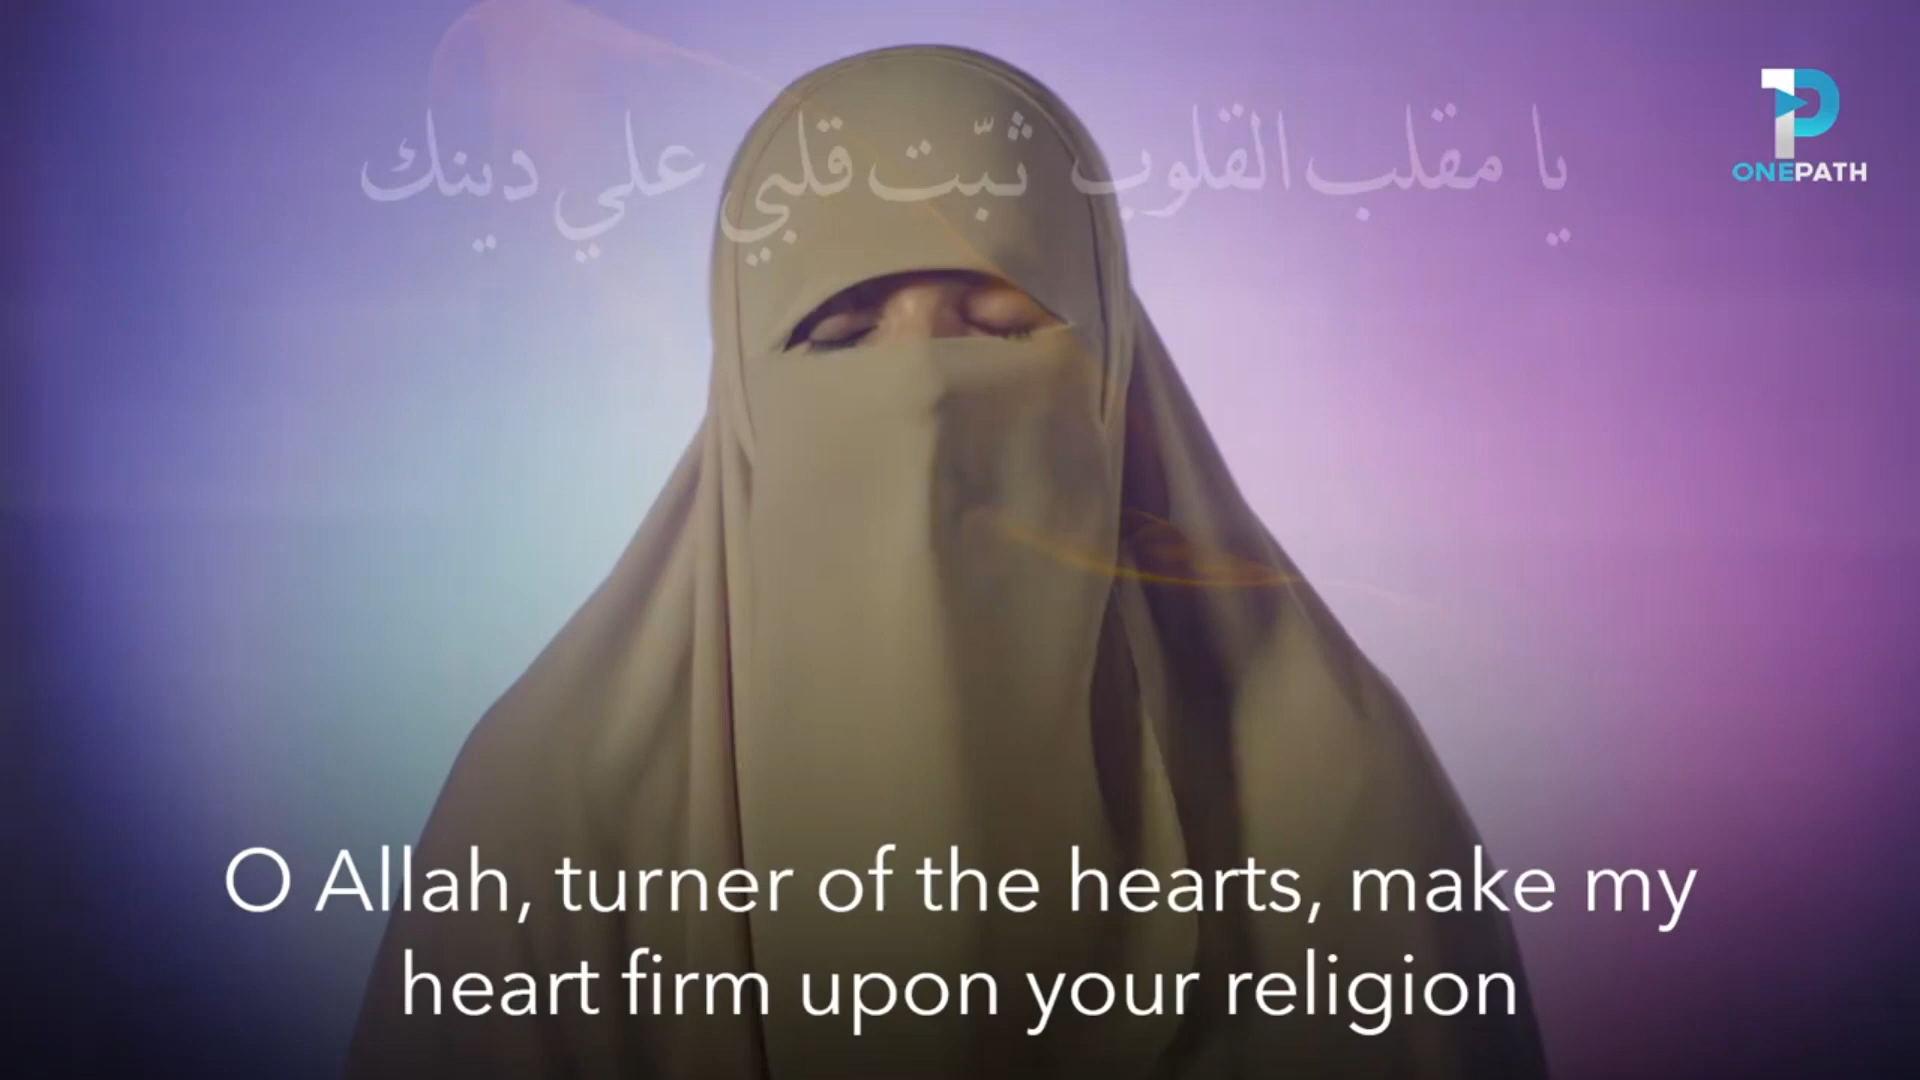 يا مقلب القلوب ثبّت قلبي علي دينك
ONEPATH
O Allah, turner of the hearts, make my
heart firm upon your religion